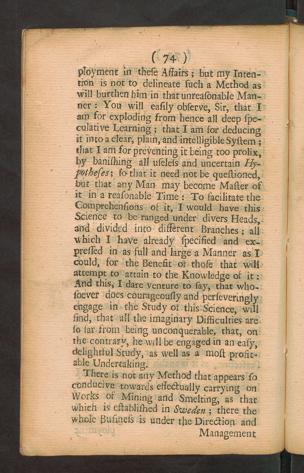 ( 74 )
ployment in theſe Affairs ; but my Inten-
tion is not to delineate ſuch a Method as
will burthen him in that unreaſonable Man-
ner : You will eaſily obſerve, Sir, that I
am for exploding from hence all deep ſpe-
culative Learning ; that I am for deducing
it into a clear, plain, and intelligible Syſtem ;
that I am for preventing it being too prolix,
by baniſhing all uſeleſs and uncertain Hy-
potheſes ; ſo that it need not be queſtioned,
but that any Man may become Maſter of
it in a reaſonable Time : To facilitate the
Comprehenſions of it, I would have this
Science to be ranged under divers Heads,
and divided into different Branches ; all
which I have already ſpecified and ex-
preſſed in as full and large a Manner as I
could, for the Benefit of thoſe that will
attempt to attain to the Knowledge of it :
And this, I dare venture to ſay, that who-
ſoever does courageouſly and perſeveringly
engage in the Study of this Science, will
find, that all the imaginary Difficulties are
ſo far from being unconquerable, that, on
the contrary, he will be engaged in an eaſy,
delightful Study, as well as a moſt profit-
able Undertaking.
There is not any Method that appears ſo
conducive towards effectually carrying on
Works of Mining and Smelting, as that
which is eſtabliſhed in Sweden ; there the
whole Buſineſs is under the Direction and
Management